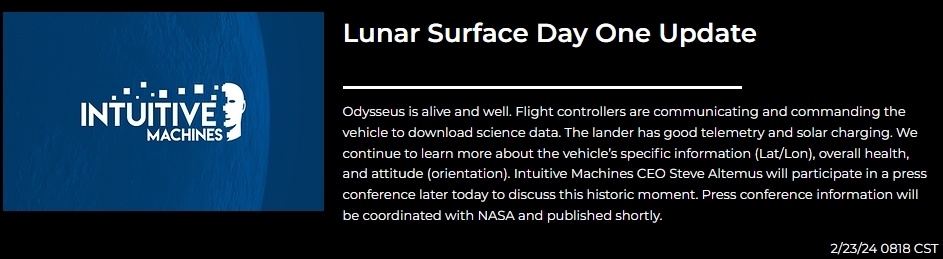 INTUITIVE
MACHINES
Lunar Surface Day One Update
Odysseus is alive and well. Flight controllers are communicating and commanding the
vehicle to download science data. The lander has good telemetry and solar charging. We
continue to learn more about the vehicle's specific information (Lat/Lon), overall health,
and attitude (orientation). Intuitive Machines CEO Steve Altemus will participate in a press
conference later today to discuss this historic moment. Press conference information will
be coordinated with NASA and published shortly.
2/23/24 0818 CST